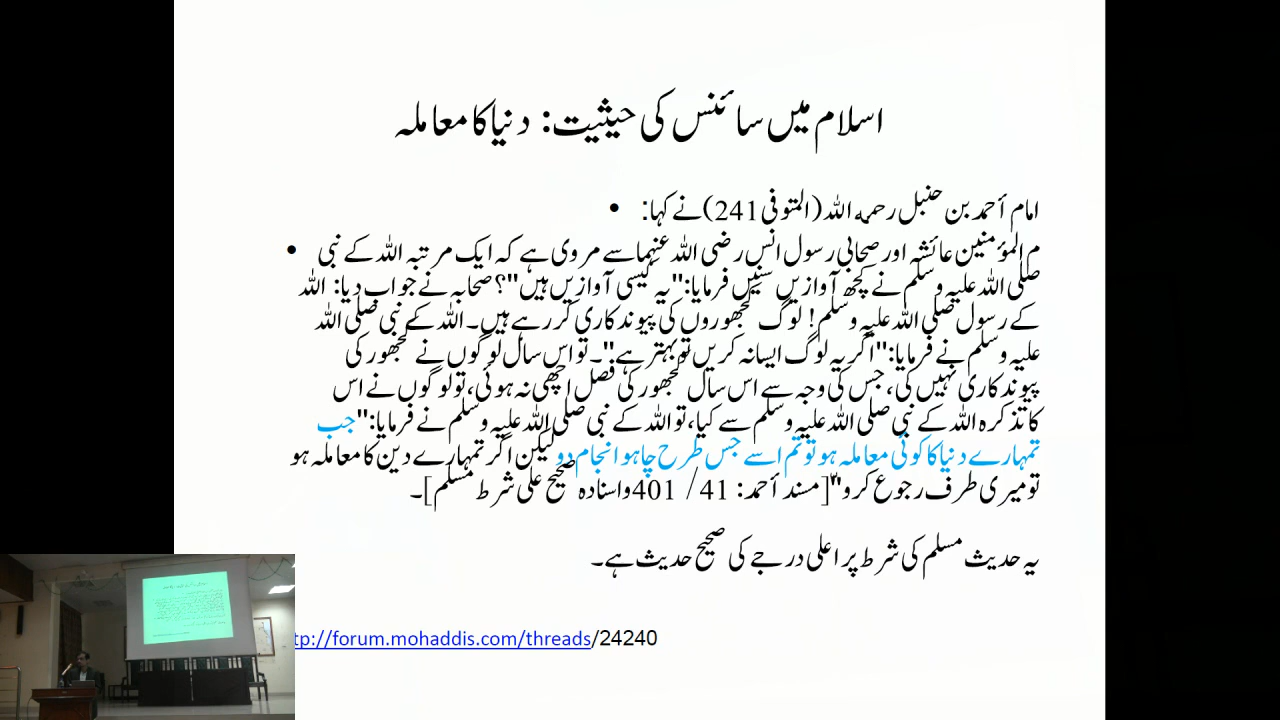 اسلام میں سائنس کی حیثیت: دنیا کا معاملہ
امام أحمد بن حنبل رحمہ اللہ (المتوفی 241) نے کہا: •
م المؤمنین عائشہ اور صحابی رسول انس رضی اللہ عنہما سے مروی ہے کہ ایک مرتبہ اللہ کے نبی •
صلی اللہ علیہ وسلم نے کچھ آوازیں سنیں فرمایا: "یہ کیسی آوازیں ہیں"؟ صحابہ نے جواب دیا: اللہ
کے رسول صلی اللہ علیہ وسلم! لوگ کھجوروں کی پیوندکاری کر رہے ہیں۔ اللہ کے نبی صلی اللہ
علیہ وسلم نے فرمایا: "اگر یہ لوگ ایسا نہ کریں تو بہتر ہے"۔ تو اس سال لوگوں نے کھجور کی
پیوندکاری نہیں کی، جس کی وجہ سے اس سال کھجور کی فصل اچھی نہ ہوئی، تو لوگوں نے اس
کا تذکرہ اللہ کے نبی صلی اللہ علیہ وسلم سے کیا، تو اللہ کے نبی صلی اللہ علیہ وسلم نے فرمایا: "جب
تمہارے دنیا کا کوئی معاملہ ہو تو تم اسے جس طرح چاہو انجام دو لیکن اگر تمہارے دین کا معاملہ ہو
تو میری طرف رجوع کرو" [مسند أحمد: 41 / 401 واسنادہ صحیح علی شرط مسلم]۔
یہ حدیث مسلم کی شرط پر اعلی درجے کی صحیح حدیث ہے۔
tp://forum.mohaddis.com/threads/24240